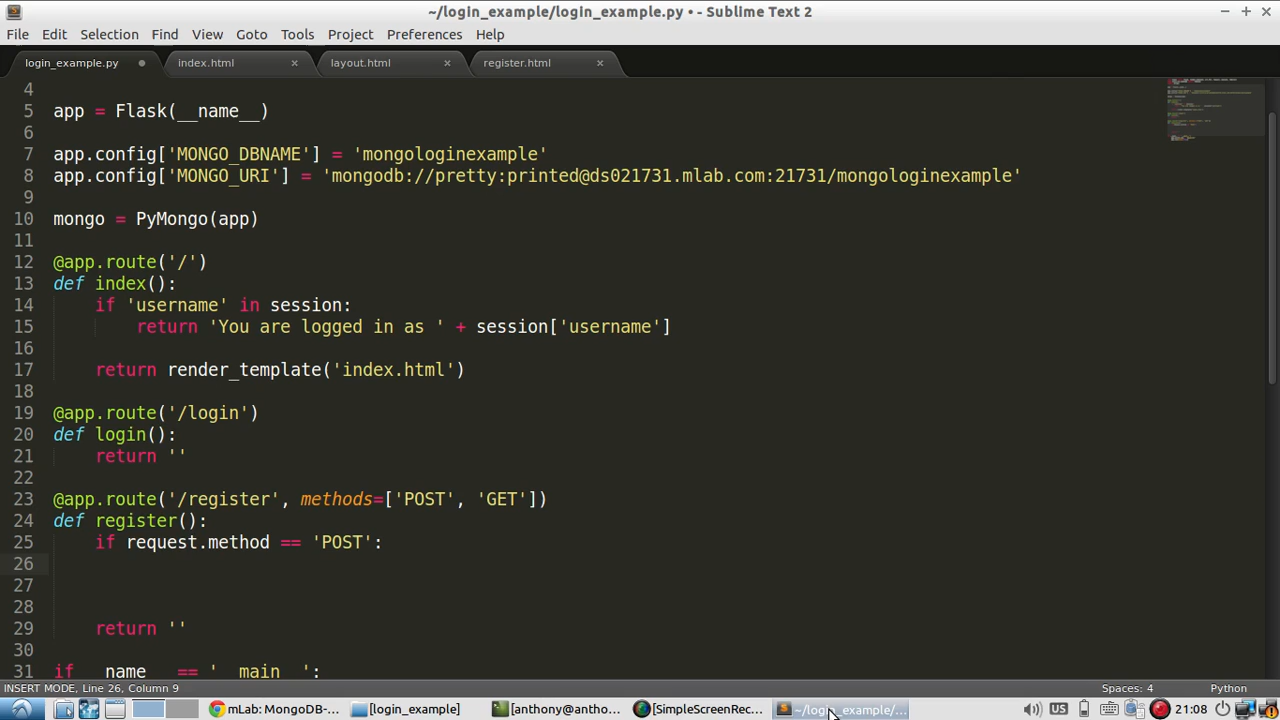 ~/login_example/login_example.py • - Sublime Text 2
File Edit Selection Find View Goto Tools Project Preferences Help
login_example.py index.html layout.html register.html
4
5 app = Flask(__name__)
6
7 app.config['MONGO_DBNAME'] = 'mongologinexample'
8 app.config['MONGO_URI'] = 'mongodb://pretty:printed@ds021731.mlab.com:21731/mongologinexample'
9
10 mongo = PyMongo(app)
11
12 @app.route('/')
13 def index():
14 if 'username' in session:
15 return 'You are logged in as ' + session['username']
16
17 return render_template('index.html')
18
19 @app.route('/login')
20 def login():
21 return ''
22
23 @app.route('/register', methods=['POST', 'GET'])
24 def register():
25 if request.method == 'POST':
26
27
28
29 return ''
30
31 if __name__ == '__main__':
INSERT MODE, Line 26, Column 9 Spaces: 4 Python
mLab: MongoDB-... [login_example] [anthony@antho... [SimpleScreenRec... ~/login_example/... US 21:08